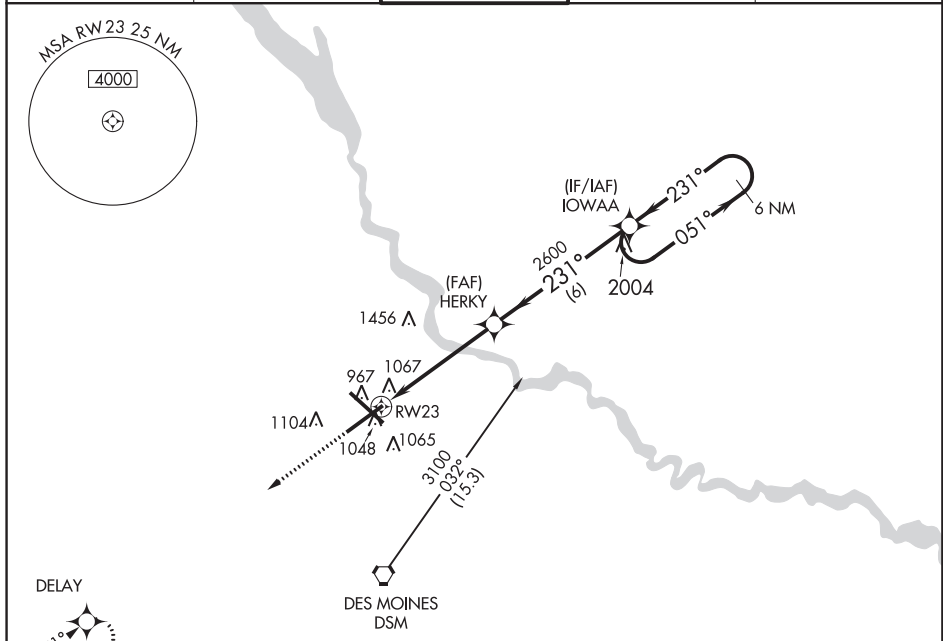 MSA RW23 25 NM
4000
(IF/IAF)
IOWAA
231°
6 NM
051°
2600
231°
(6)
2004
(FAF)
HERKY
1456
967
1067
RW23
1104
1048
1065
3100
032°
(15.3)
DES MOINES
DSM
DELAY